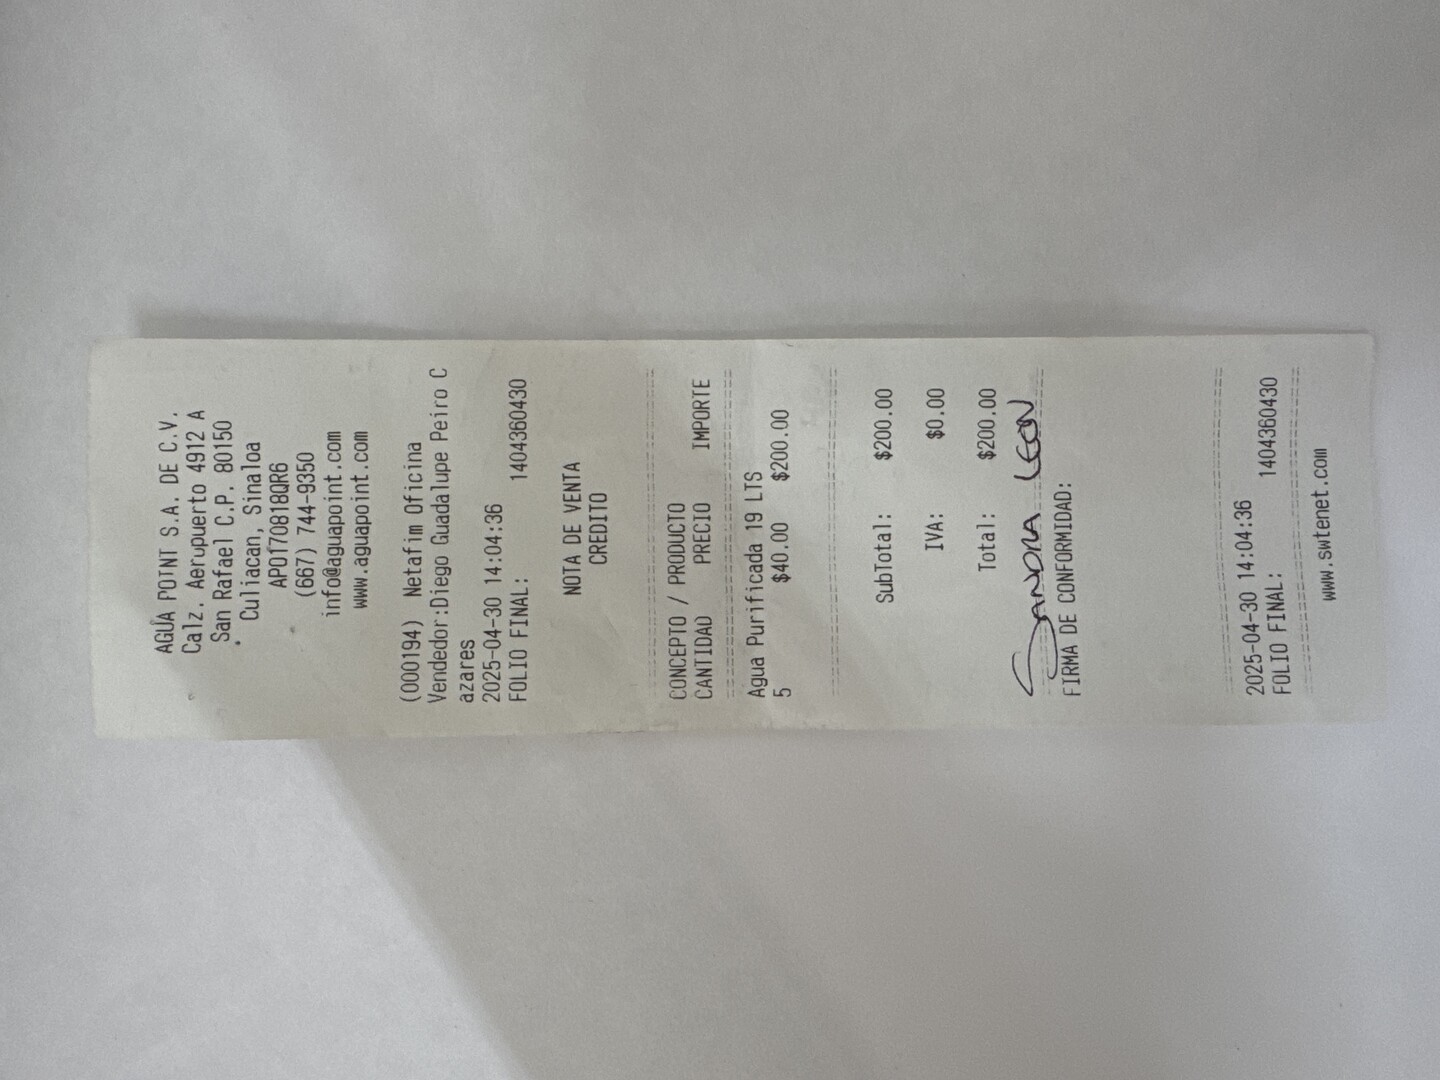 AGUA POINT S.A. DE C.V.
Calz. Aerupuerto 4912 A
San Rafael C.P. 80150
Culiacan, Sinaloa
APO170818QR6
(667) 744-9350
info@aguapoint.com
www.aguapoint.com
(000194) Netafim Oficina
Vendedor:Diego Guadalupe Peiro C
azares
2025-04-30 14:04:36
FOLIO FINAL: 1404360430
NOTA DE VENTA
CREDITO
CONCEPTO / PRODUCTO
CANTIDAD PRECIO IMPORTE
Agua Purificada 19 LTS
5 $40.00 $200.00
SubTotal: $200.00
IVA: $0.00
Total: $200.00
SANDRA LEON
FIRMA DE CONFORMIDAD:
2025-04-30 14:04:36
FOLIO FINAL: 1404360430
www.swtenet.com